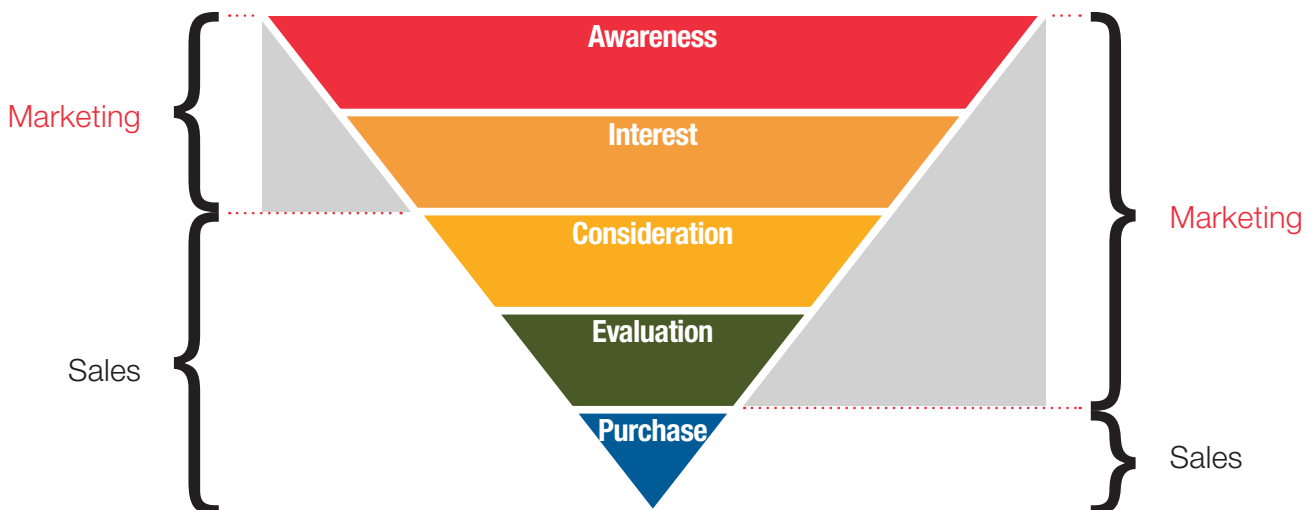 Awareness
Marketing
Interest
Marketing
Consideration
Evaluation
Sales
Purchase
Sales